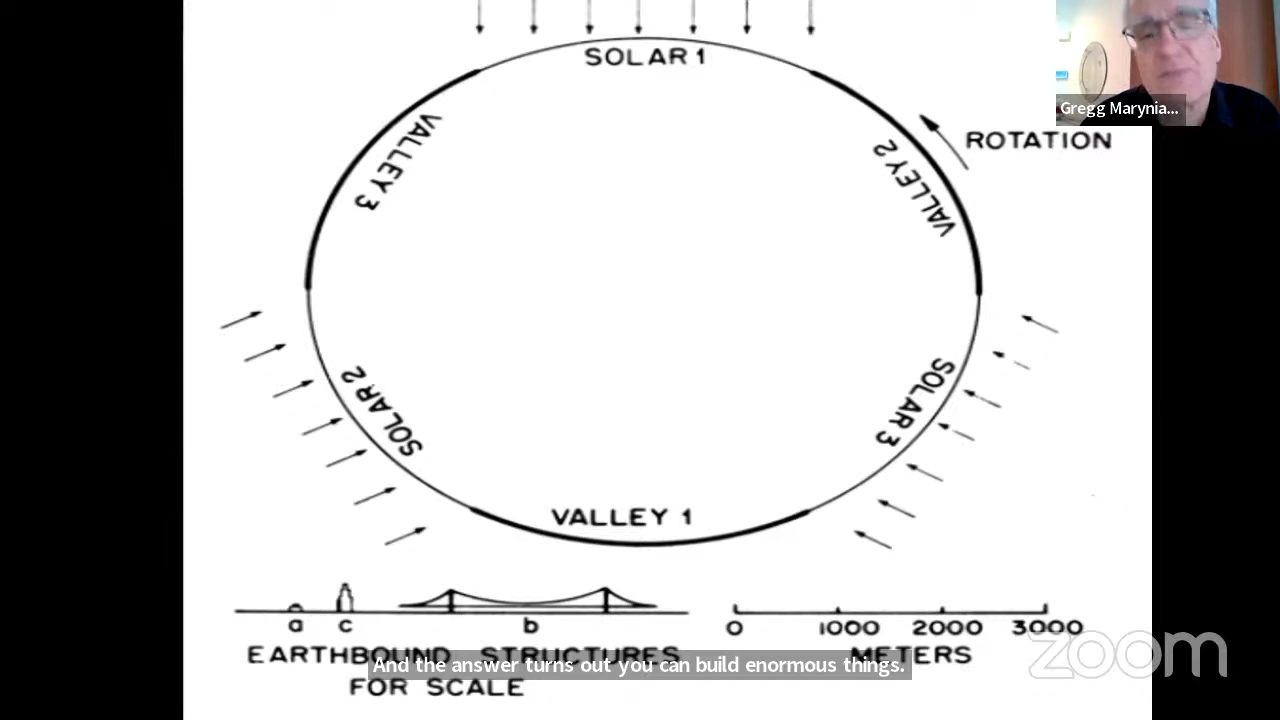 SOLAR 1
Gregg Marynia...
ROTATION
VALLEY 3
VALLEY 2
SOLAR 2
SOLAR 3
VALLEY 1
a c b
0 1000 2000 3000
EARTHBOUND STRUCTURES
METERS
And the answer turns out you can build enormous things.
FOR SCALE
zoom